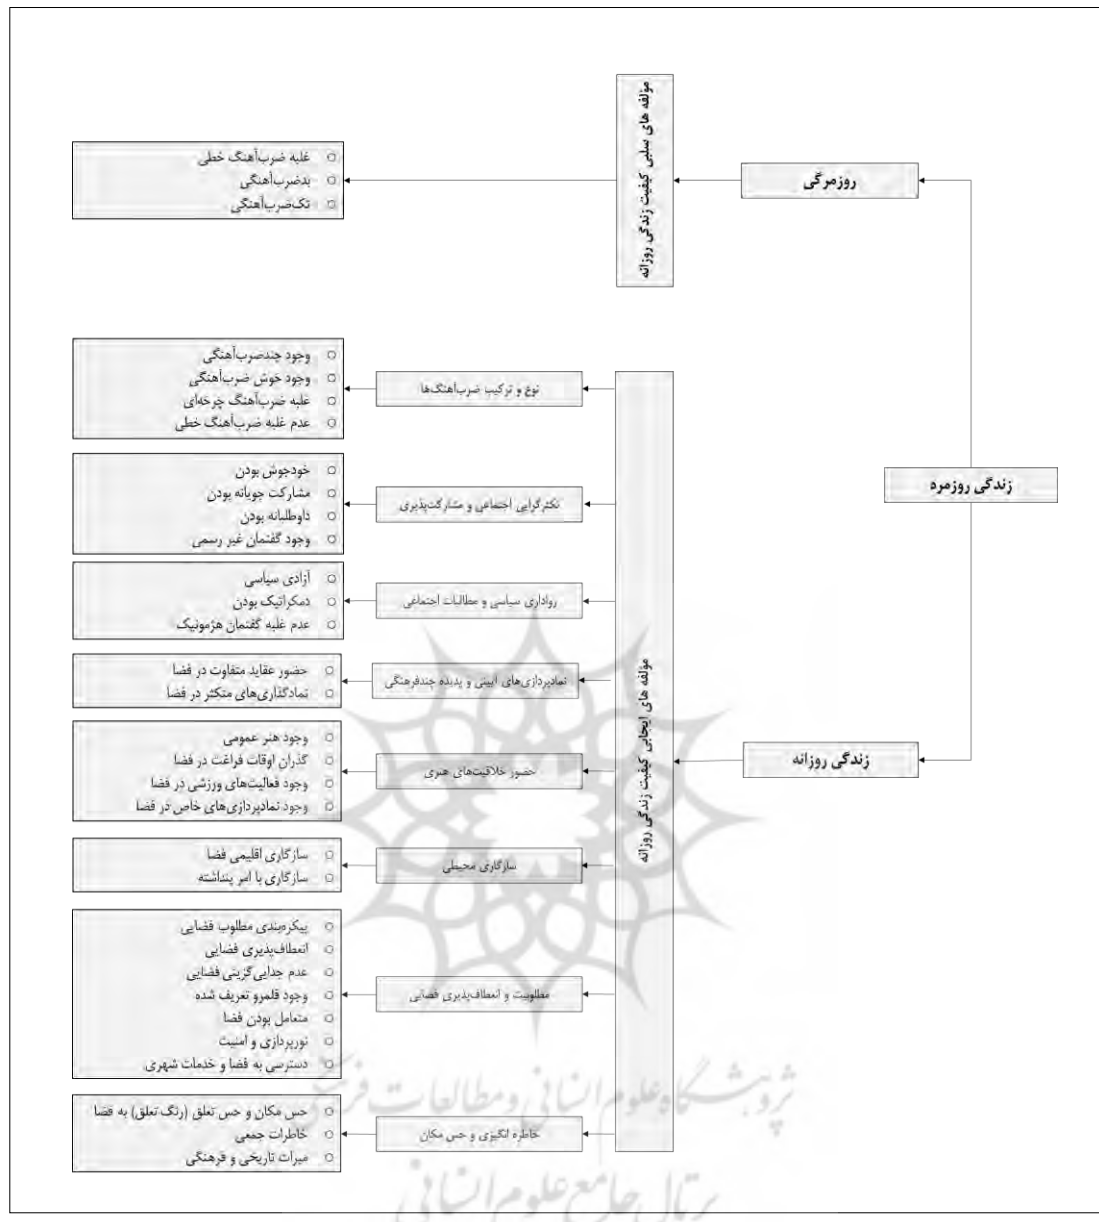 زندگی روزمره
روزمرگی
مؤلفه های سلبی کیفیت زندگی روزانه
غلبه ضرب‌آهنگ خطی
بدضرب‌آهنگی
تک‌ضرب‌آهنگی
زندگی روزانه
مؤلفه های ایجابی کیفیت زندگی روزانه
نوع و ترکیب ضرب‌آهنگ‌ها
وجود چندضرب‌آهنگی
وجود خوش ضرب‌آهنگی
غلبه ضرب‌آهنگ چرخه‌ای
عدم غلبه ضرب‌آهنگ خطی
تکثرگرایی اجتماعی و مشارکت‌پذیری
خودجوش بودن
مشارکت جویانه بودن
داوطلبانه بودن
وجود گفتمان غیر رسمی
رواداری سیاسی و مطالبات اجتماعی
آزادی سیاسی
دمکراتیک بودن
عدم غلبه گفتمان هژمونیک
نمادپردازی‌های آیینی و پدیده چندفرهنگی
حضور عقاید متفاوت در فضا
نمادگذاری‌های متکثر در فضا
حضور خلاقیت‌های هنری
وجود هنر عمومی
گذران اوقات فراغت در فضا
وجود فعالیت‌های ورزشی در فضا
وجود نمادپردازی‌های خاص در فضا
سازگاری محیطی
سازگاری اقلیمی فضا
سازگاری با امر پنداشته
مطلوبیت و انعطاف‌پذیری فضایی
پیکره‌بندی مطلوب فضایی
انعطاف‌پذیری فضایی
عدم جدایی‌گزینی فضایی
وجود قلمرو تعریف شده
متعامل بودن فضا
نورپردازی و امنیت
دسترسی به فضا و خدمات شهری
خاطره انگیزی و حس مکان
حس مکان و حس تعلق (رنگ تعلق) به فضا
خاطرات جمعی
میراث تاریخی و فرهنگی
پژوهشگاه علوم انسانی و مطالعات فرهنگی
پرتال جامع علوم انسانی